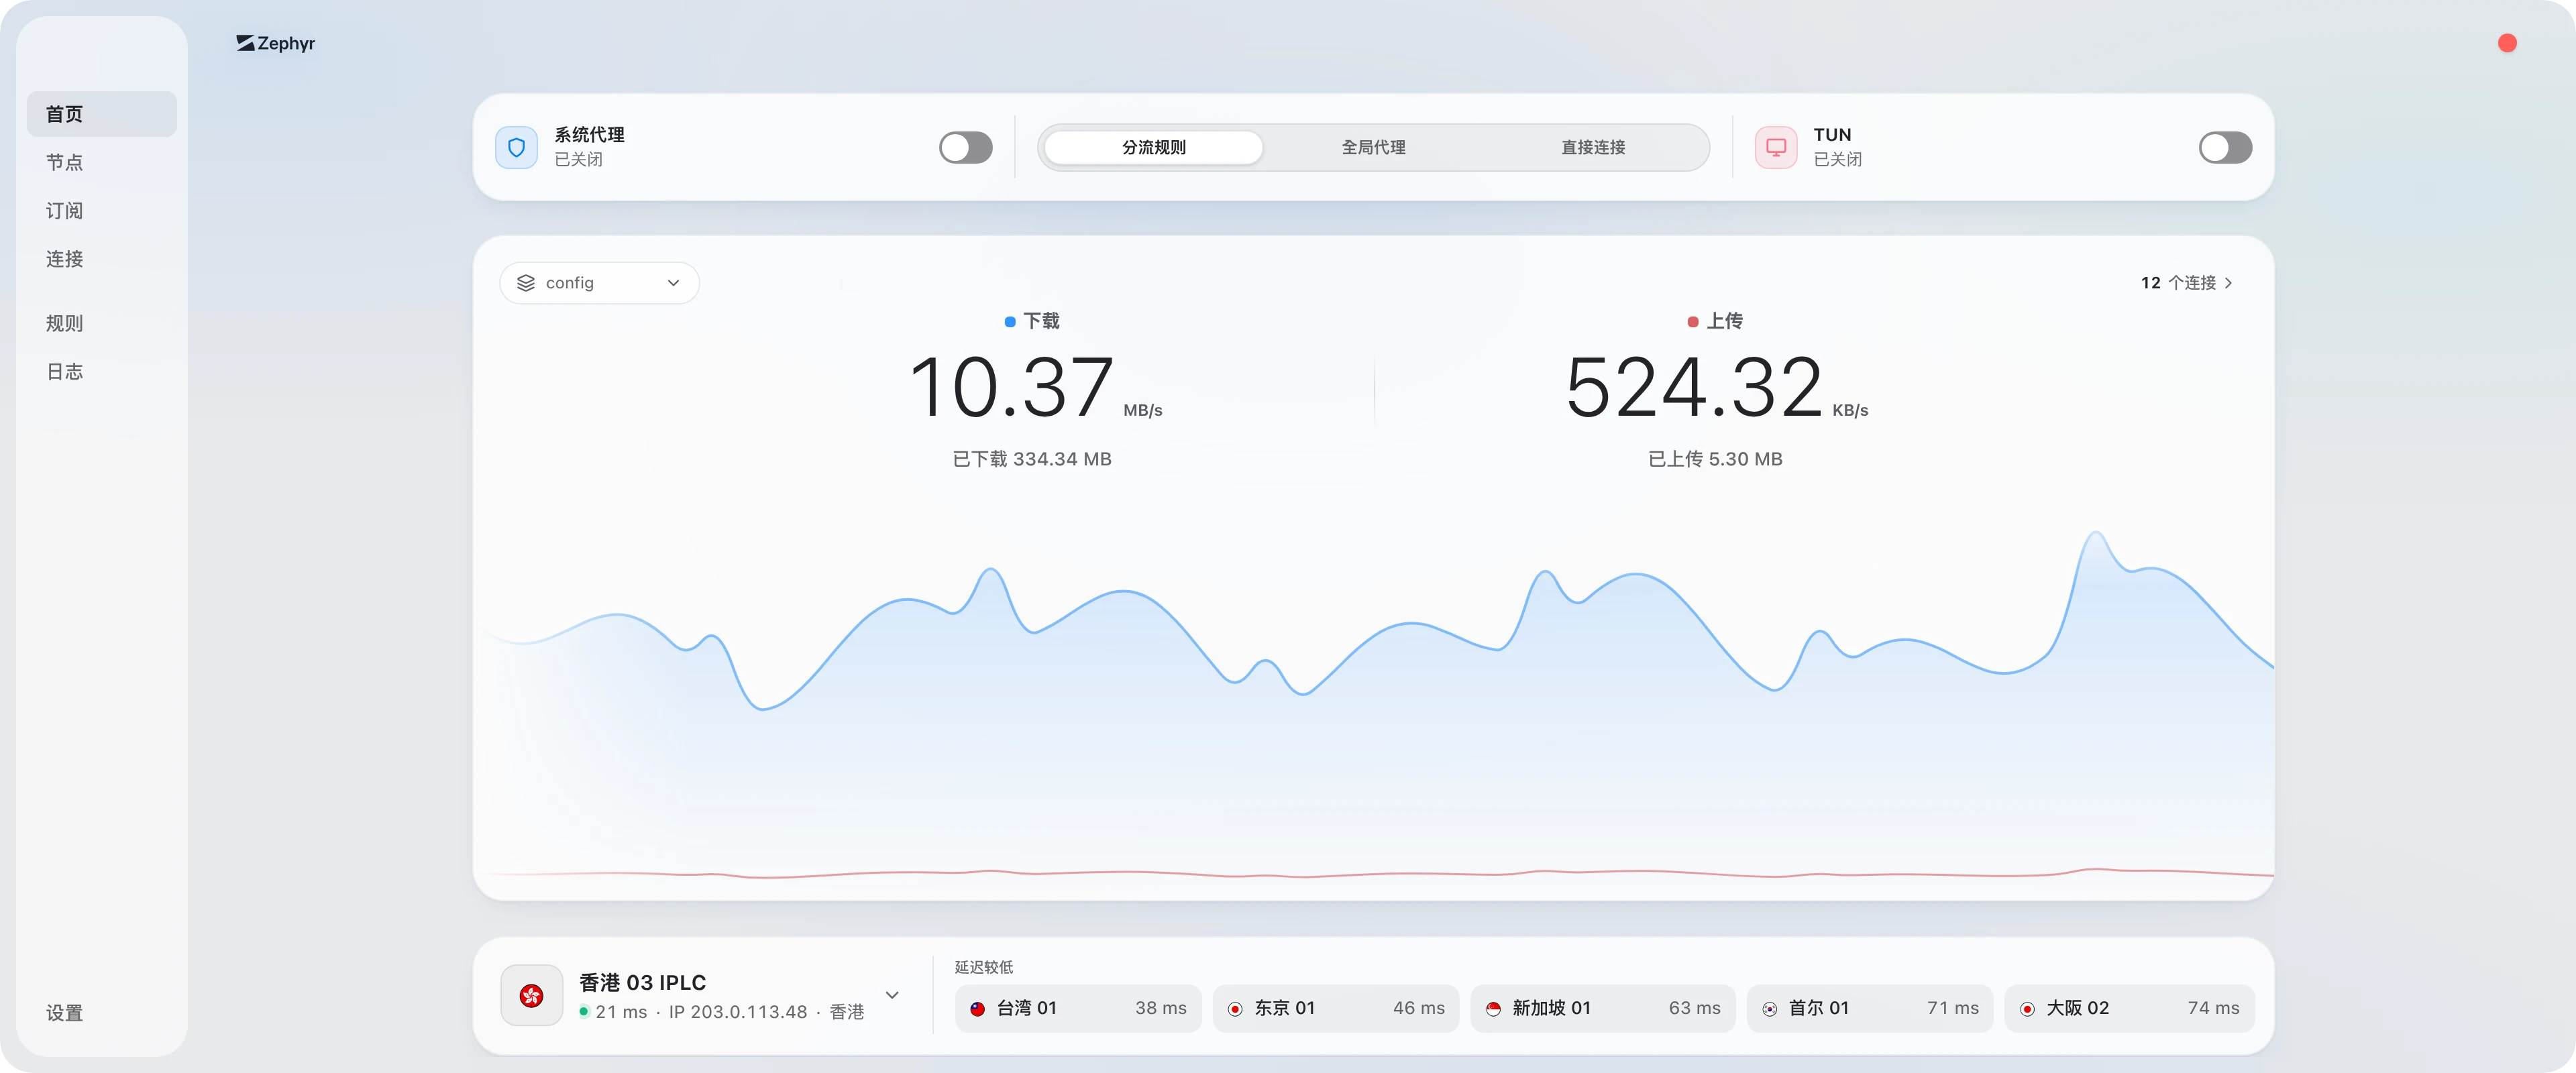 Zephyr
首页
节点
订阅
连接
规则
日志
设置
系统代理
已关闭
分流规则
全局代理
直接连接
TUN
已关闭
config
12 个连接
下载
10.37 MB/s
已下载 334.34 MB
上传
524.32 KB/s
已上传 5.30 MB
香港 03 IPLC
21 ms · IP 203.0.113.48 · 香港
延迟较低
台湾 01 38 ms
东京 01 46 ms
新加坡 01 63 ms
首尔 01 71 ms
大阪 02 74 ms